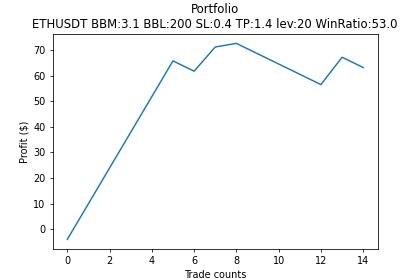 Portfolio
ETHUSDT BBM:3.1 BBL:200 SL:0.4 TP:1.4 lev:20 WinRatio:53.0
70
60
50
40
30
20
10
0
Profit ($)
0 2 4 6 8 10 12 14
Trade counts